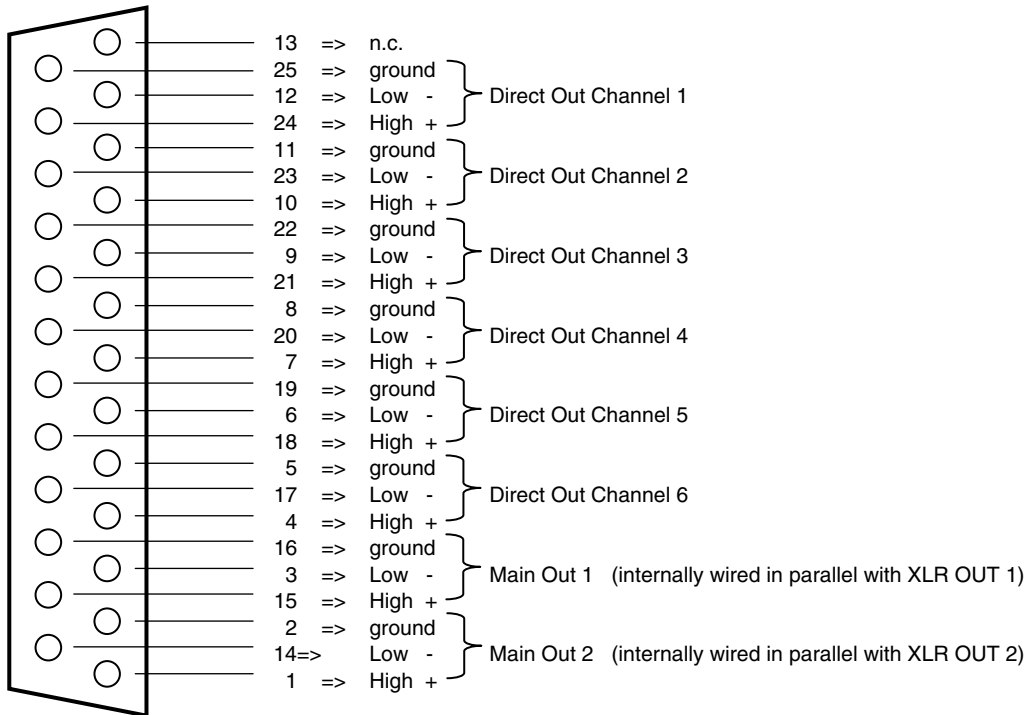 13 => n.c.
25 => ground
12 => Low - Direct Out Channel 1
24 => High +
11 => ground
23 => Low - Direct Out Channel 2
10 => High +
22 => ground
9 => Low - Direct Out Channel 3
21 => High +
8 => ground
20 => Low - Direct Out Channel 4
7 => High +
19 => ground
6 => Low - Direct Out Channel 5
18 => High +
5 => ground
17 => Low - Direct Out Channel 6
4 => High +
16 => ground
3 => Low - Main Out 1 (internally wired in parallel with XLR OUT 1)
15 => High +
2 => ground
14=> Low - Main Out 2 (internally wired in parallel with XLR OUT 2)
1 => High +